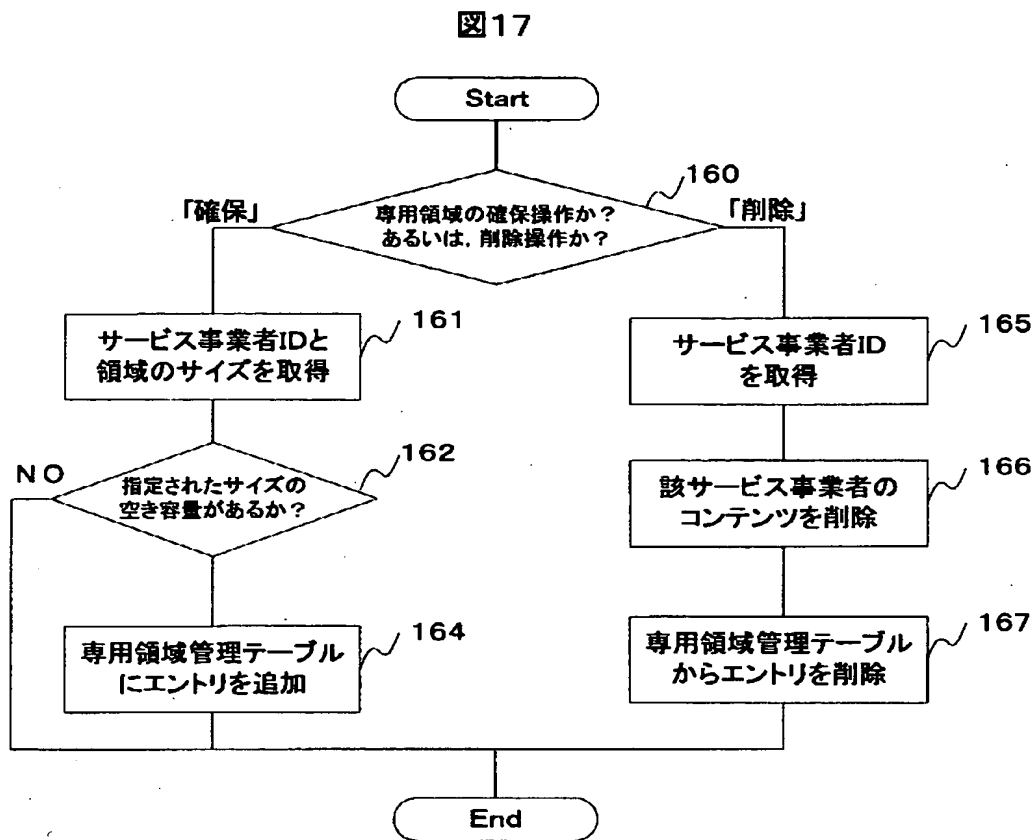 図17
Start
160
専用領域の確保操作か?
あるいは,削除操作か?
「確保」
「削除」
サービス事業者IDと
領域のサイズを取得
161
指定されたサイズの
空き容量があるか?
162
NO
専用領域管理テーブル
にエントリを追加
164
サービス事業者ID
を取得
165
該サービス事業者の
コンテンツを削除
166
専用領域管理テーブル
からエントリを削除
167
End